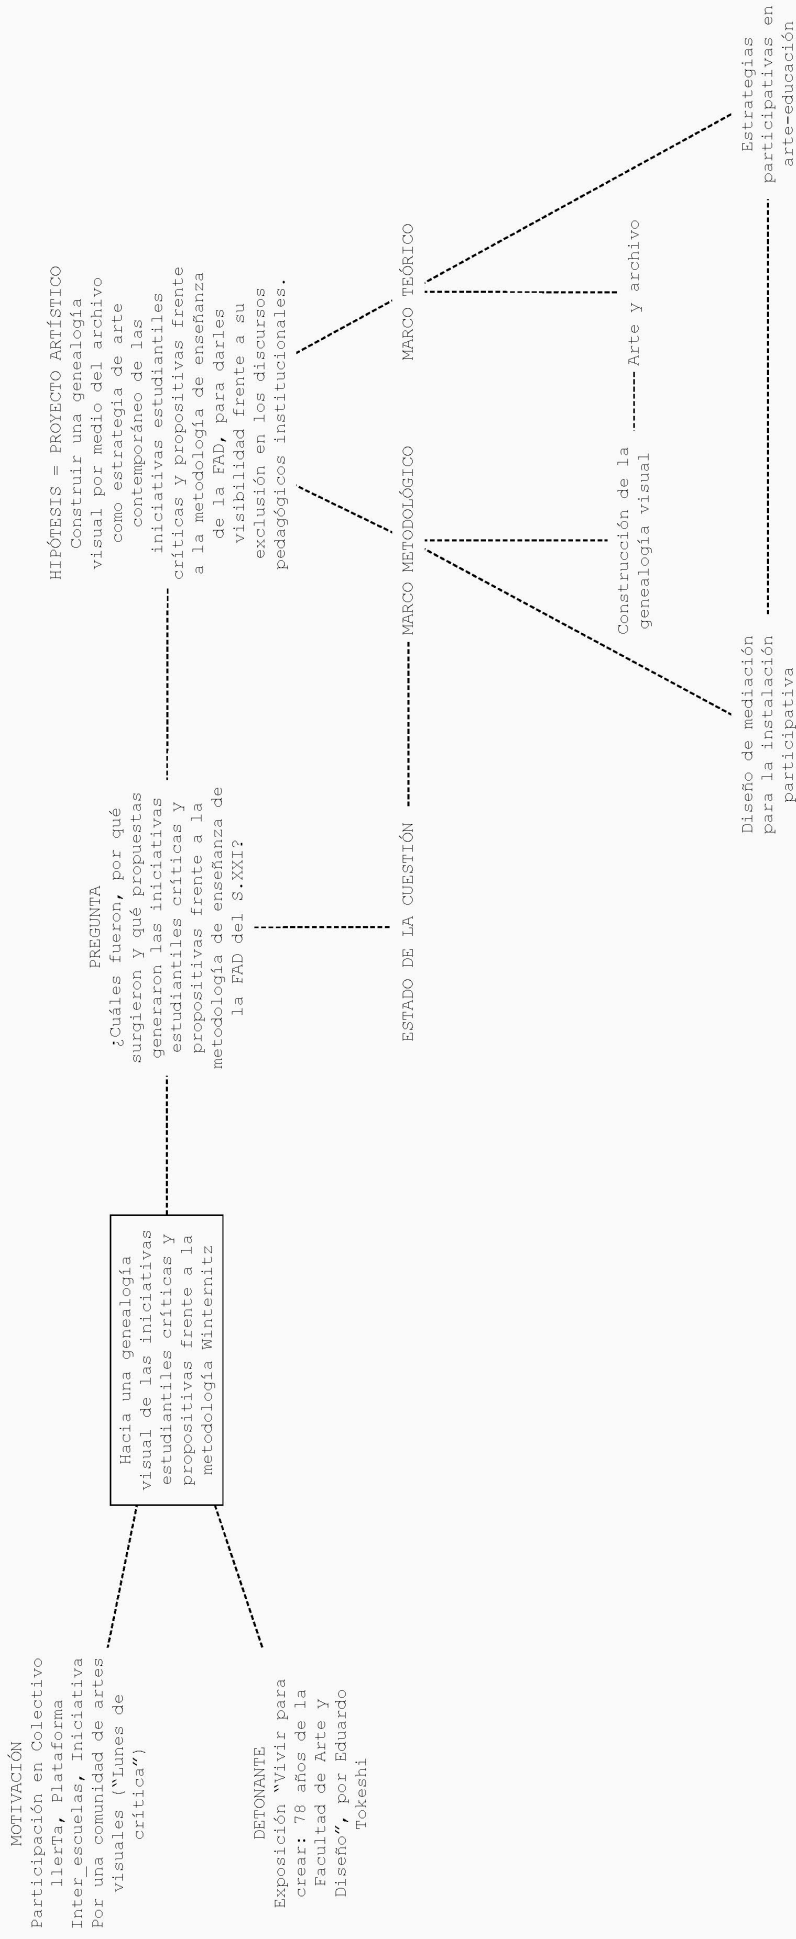 MOTIVACIÓN
Participación en Colectivo
llerTa, Plataforma
Inter_escuelas, Iniciativa
Por una comunidad de artes
visuales ("Lunes de
crítica")
DETONANTE
Exposición "Vivir para
crear: 78 años de la
Facultad de Arte y
Diseño", por Eduardo
Tokeshi
Hacia una genealogía
visual de las iniciativas
estudiantiles críticas y
propositivas frente a la
metodología Winternitz
PREGUNTA
¿Cuáles fueron, por qué
surgieron y qué propuestas
generaron las iniciativas
estudiantiles críticas y
propositivas frente a la
metodología de enseñanza de
la FAD del S.XXI?
HIPÓTESIS = PROYECTO ARTÍSTICO
Construir una genealogía
visual por medio del archivo
como estrategia de arte
contemporáneo de las
iniciativas estudiantiles
críticas y propositivas frente
a la metodología de enseñanza
de la FAD, para darles
visibilidad frente a su
exclusión en los discursos
pedagógicos institucionales.
ESTADO DE LA CUESTIÓN
MARCO METODOLÓGICO
MARCO TEÓRICO
Construcción de la
genealogía visual
Arte y archivo
Diseño de mediación
para la instalación
participativa
Estrategias
participativas en
arte-educación